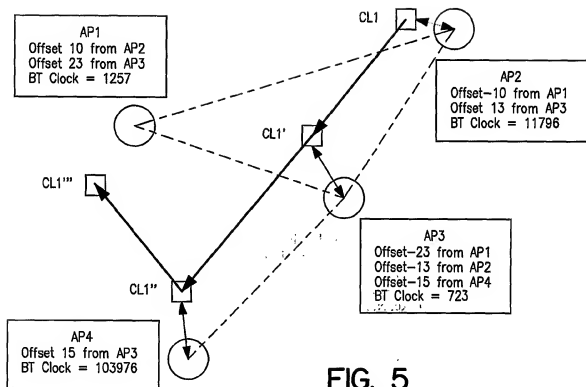 AP1
Offset 10 from AP2
Offset 23 from AP3
BT Clock = 1257
CL1
AP2
Offset-10 from AP1
Offset 13 from AP3
BT Clock = 11796
CL1'
CL1'''
AP3
Offset-23 from AP1
Offset-13 from AP2
Offset-15 from AP4
BT Clock = 723
CL1''
AP4
Offset 15 from AP3
BT Clock = 103976
FIG. 5